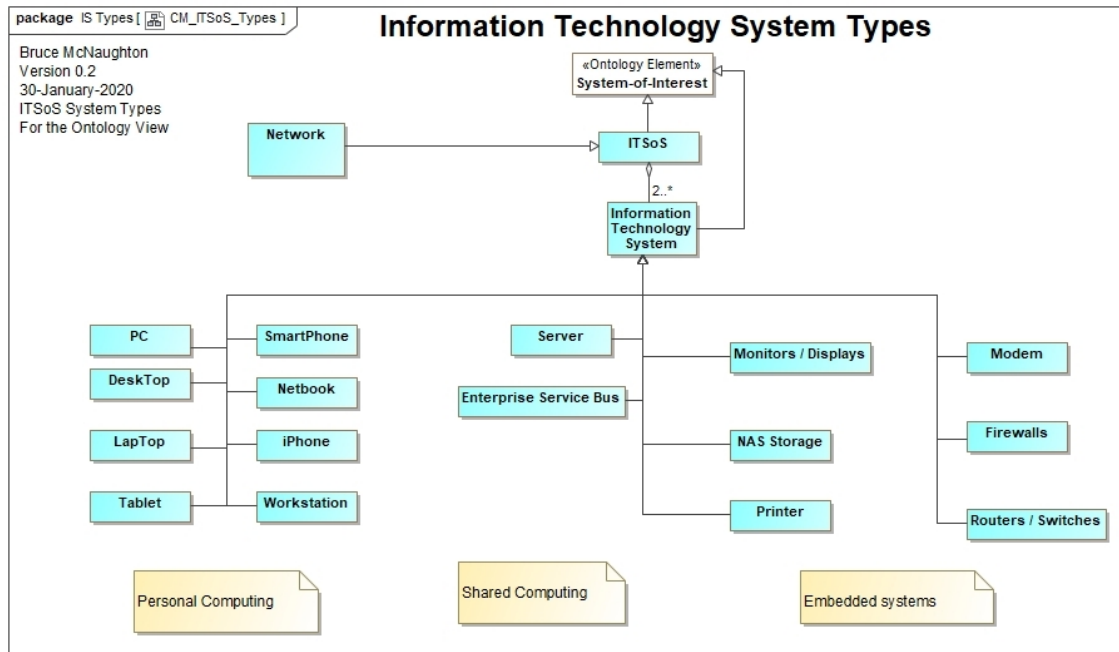 package IS Types [ CM_ITSoS_Types ]
Information Technology System Types
Bruce McNaughton
Version 0.2
30-January-2020
ITSoS System Types
For the Ontology View
«Ontology Element»
System-of-Interest
Network
ITSoS
2..*
Information
Technology
System
PC
SmartPhone
Server
Monitors / Displays
Modem
DeskTop
Netbook
Enterprise Service Bus
LapTop
iPhone
NAS Storage
Firewalls
Tablet
Workstation
Printer
Routers / Switches
Personal Computing
Shared Computing
Embedded systems